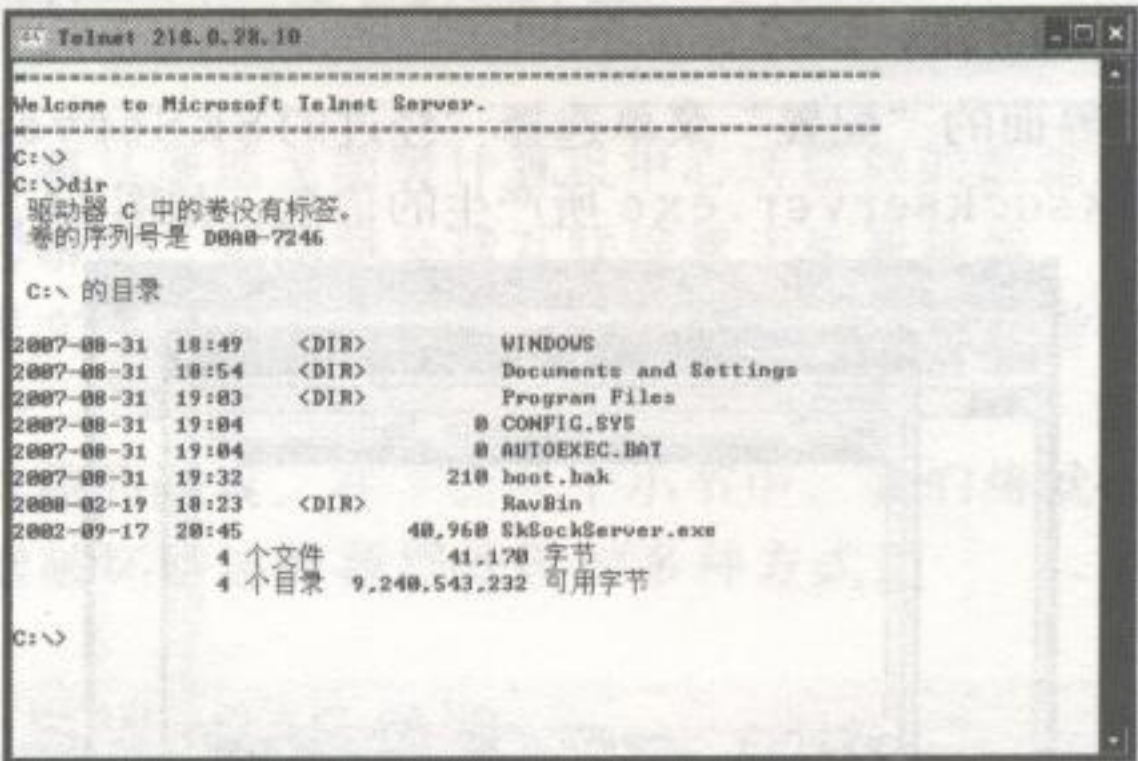 Telnet 218.0.28.10
Welcome to Microsoft Telnet Server.
C:\>
C:\>dir
驱动器 C 中的卷没有标签。
卷的序列号是 D0A0-7246
C:\ 的目录
2007-08-31 18:49 <DIR> WINDOWS
2007-08-31 18:54 <DIR> Documents and Settings
2007-08-31 19:03 <DIR> Program Files
2007-08-31 19:04 0 CONFIG.SYS
2007-08-31 19:04 0 AUTOEXEC.BAT
2007-08-31 19:32 210 boot.bak
2008-02-19 18:23 <DIR> RavBin
2002-09-17 20:45 40,960 SkSockServer.exe
4 个文件 41,170 字节
4 个目录 9,240,543,232 可用字节
C:\>